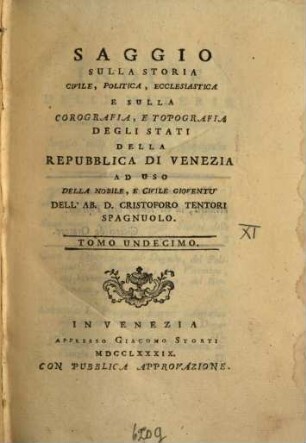 SAGGIO
SULLA STORIA
CIVILE, POLITICA, ECCLESIASTICA
E SULLA
COROGRAFIA, E TOPOGRAFIA
DEGLI STATI
DELLA
REPUBBLICA DI VENEZIA
AD USO
DELLA NOBILE, E CIVILE GIOVENTU'
DELL' AB. D. CRISTOFORO TENTORI
SPAGNUOLO.
TOMO UNDECIMO.
XI
IN VENEZIA
APPRESSO GIACOMO STORTI
MDCCLXXXIX.
CON PUBBLICA APPROVAZIONE.